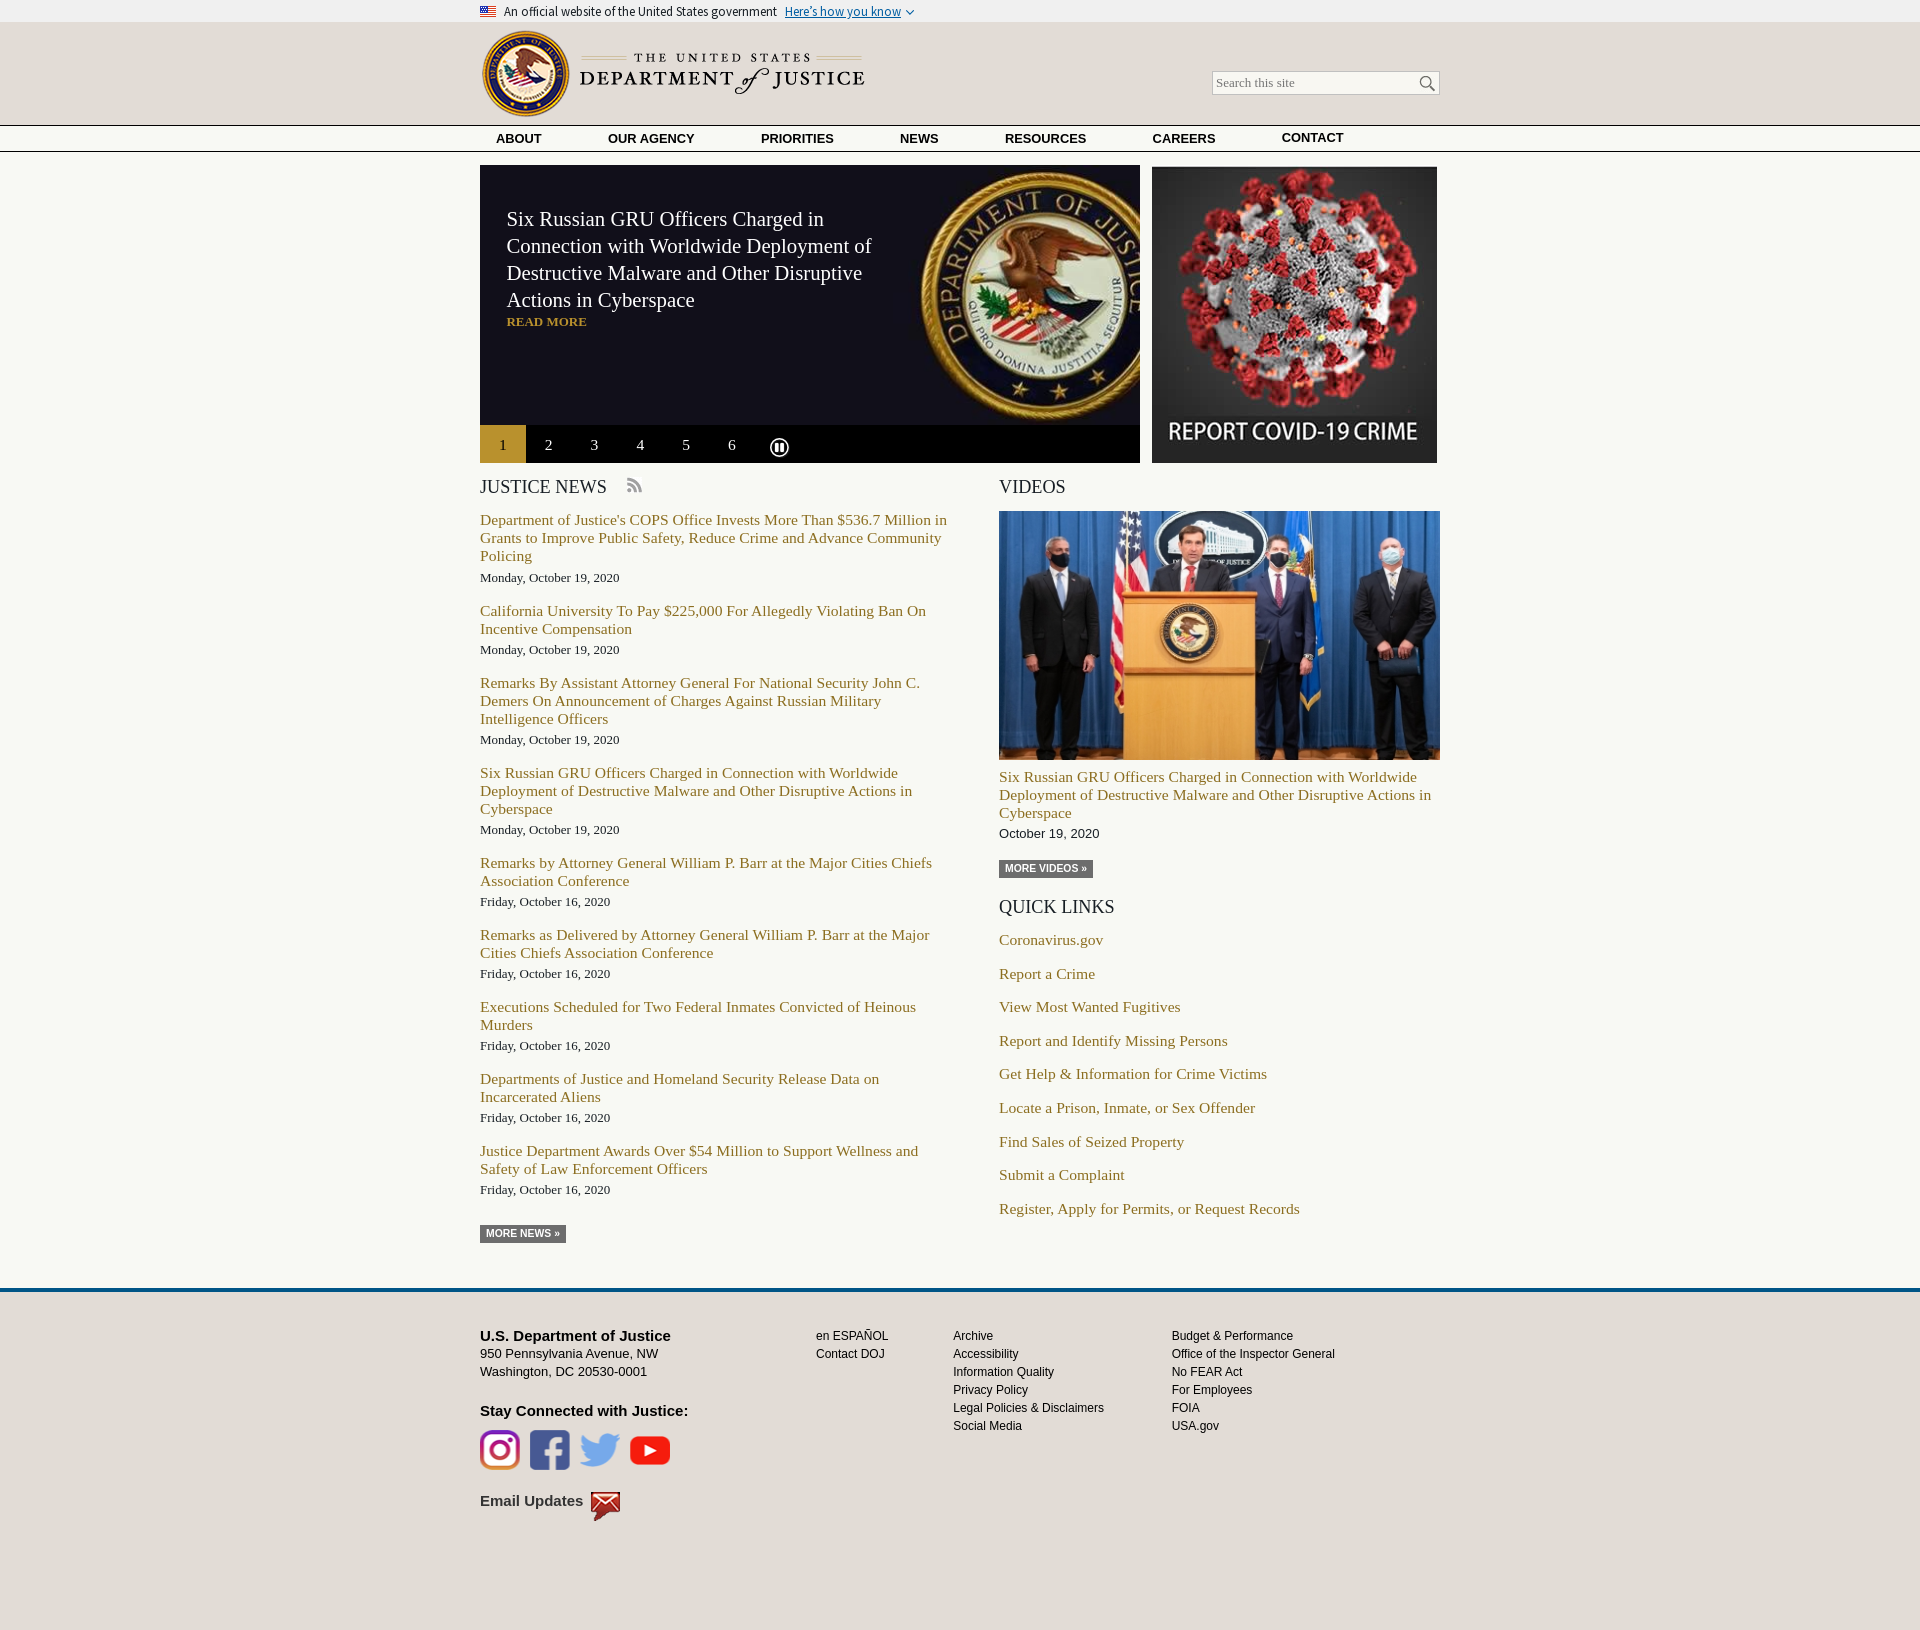 An official website of the United States government Here's how you know
THE UNITED STATES
DEPARTMENT of JUSTICE
Search this site
ABOUT OUR AGENCY PRIORITIES NEWS RESOURCES CAREERS CONTACT
Six Russian GRU Officers Charged in
Connection with Worldwide Deployment of
Destructive Malware and Other Disruptive
Actions in Cyberspace
READ MORE
DEPARTMENT OF JUSTICE
QUI PRO DOMINA JUSTITIA SEQUITUR
1 2 3 4 5 6
REPORT COVID-19 CRIME
JUSTICE NEWS
Department of Justice's COPS Office Invests More Than $536.7 Million in
Grants to Improve Public Safety, Reduce Crime and Advance Community
Policing
Monday, October 19, 2020
California University To Pay $225,000 For Allegedly Violating Ban On
Incentive Compensation
Monday, October 19, 2020
Remarks By Assistant Attorney General For National Security John C.
Demers On Announcement of Charges Against Russian Military
Intelligence Officers
Monday, October 19, 2020
Six Russian GRU Officers Charged in Connection with Worldwide
Deployment of Destructive Malware and Other Disruptive Actions in
Cyberspace
Monday, October 19, 2020
Remarks by Attorney General William P. Barr at the Major Cities Chiefs
Association Conference
Friday, October 16, 2020
Remarks as Delivered by Attorney General William P. Barr at the Major
Cities Chiefs Association Conference
Friday, October 16, 2020
Executions Scheduled for Two Federal Inmates Convicted of Heinous
Murders
Friday, October 16, 2020
Departments of Justice and Homeland Security Release Data on
Incarcerated Aliens
Friday, October 16, 2020
Justice Department Awards Over $54 Million to Support Wellness and
Safety of Law Enforcement Officers
Friday, October 16, 2020
MORE NEWS »
VIDEOS
Six Russian GRU Officers Charged in Connection with Worldwide
Deployment of Destructive Malware and Other Disruptive Actions in
Cyberspace
October 19, 2020
MORE VIDEOS »
QUICK LINKS
Coronavirus.gov
Report a Crime
View Most Wanted Fugitives
Report and Identify Missing Persons
Get Help & Information for Crime Victims
Locate a Prison, Inmate, or Sex Offender
Find Sales of Seized Property
Submit a Complaint
Register, Apply for Permits, or Request Records
U.S. Department of Justice
950 Pennsylvania Avenue, NW
Washington, DC 20530-0001
Stay Connected with Justice:
Email Updates
en ESPAÑOL
Contact DOJ
Archive
Accessibility
Information Quality
Privacy Policy
Legal Policies & Disclaimers
Social Media
Budget & Performance
Office of the Inspector General
No FEAR Act
For Employees
FOIA
USA.gov